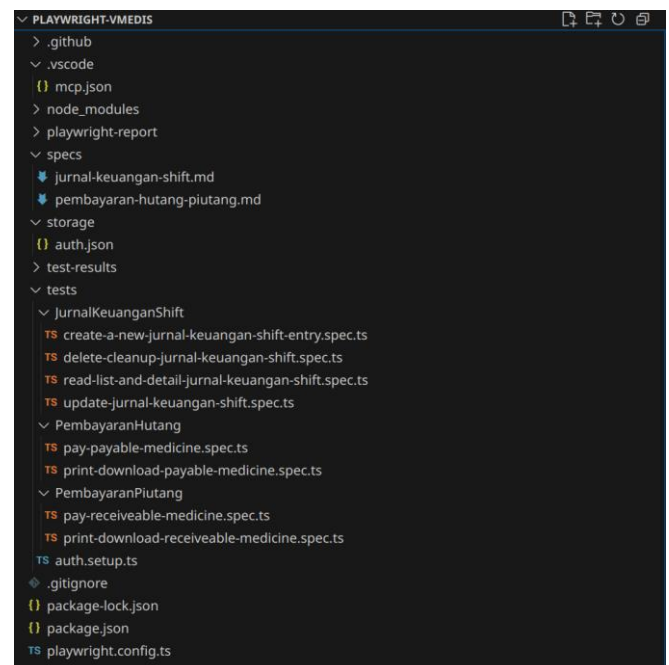 PLAYWRIGHT-VMEDIS
.github
.vscode
{} mcp.json
node_modules
playwright-report
specs
jurnal-keuangan-shift.md
pembayaran-hutang-piutang.md
storage
{} auth.json
test-results
tests
JurnalKeuanganShift
TS create-a-new-jurnal-keuangan-shift-entry.spec.ts
TS delete-cleanup-jurnal-keuangan-shift.spec.ts
TS read-list-and-detail-jurnal-keuangan-shift.spec.ts
TS update-jurnal-keuangan-shift.spec.ts
PembayaranHutang
TS pay-payable-medicine.spec.ts
TS print-download-payable-medicine.spec.ts
PembayaranPiutang
TS pay-receiveable-medicine.spec.ts
TS print-download-receiveable-medicine.spec.ts
TS auth.setup.ts
.gitignore
{} package-lock.json
{} package.json
TS playwright.config.ts